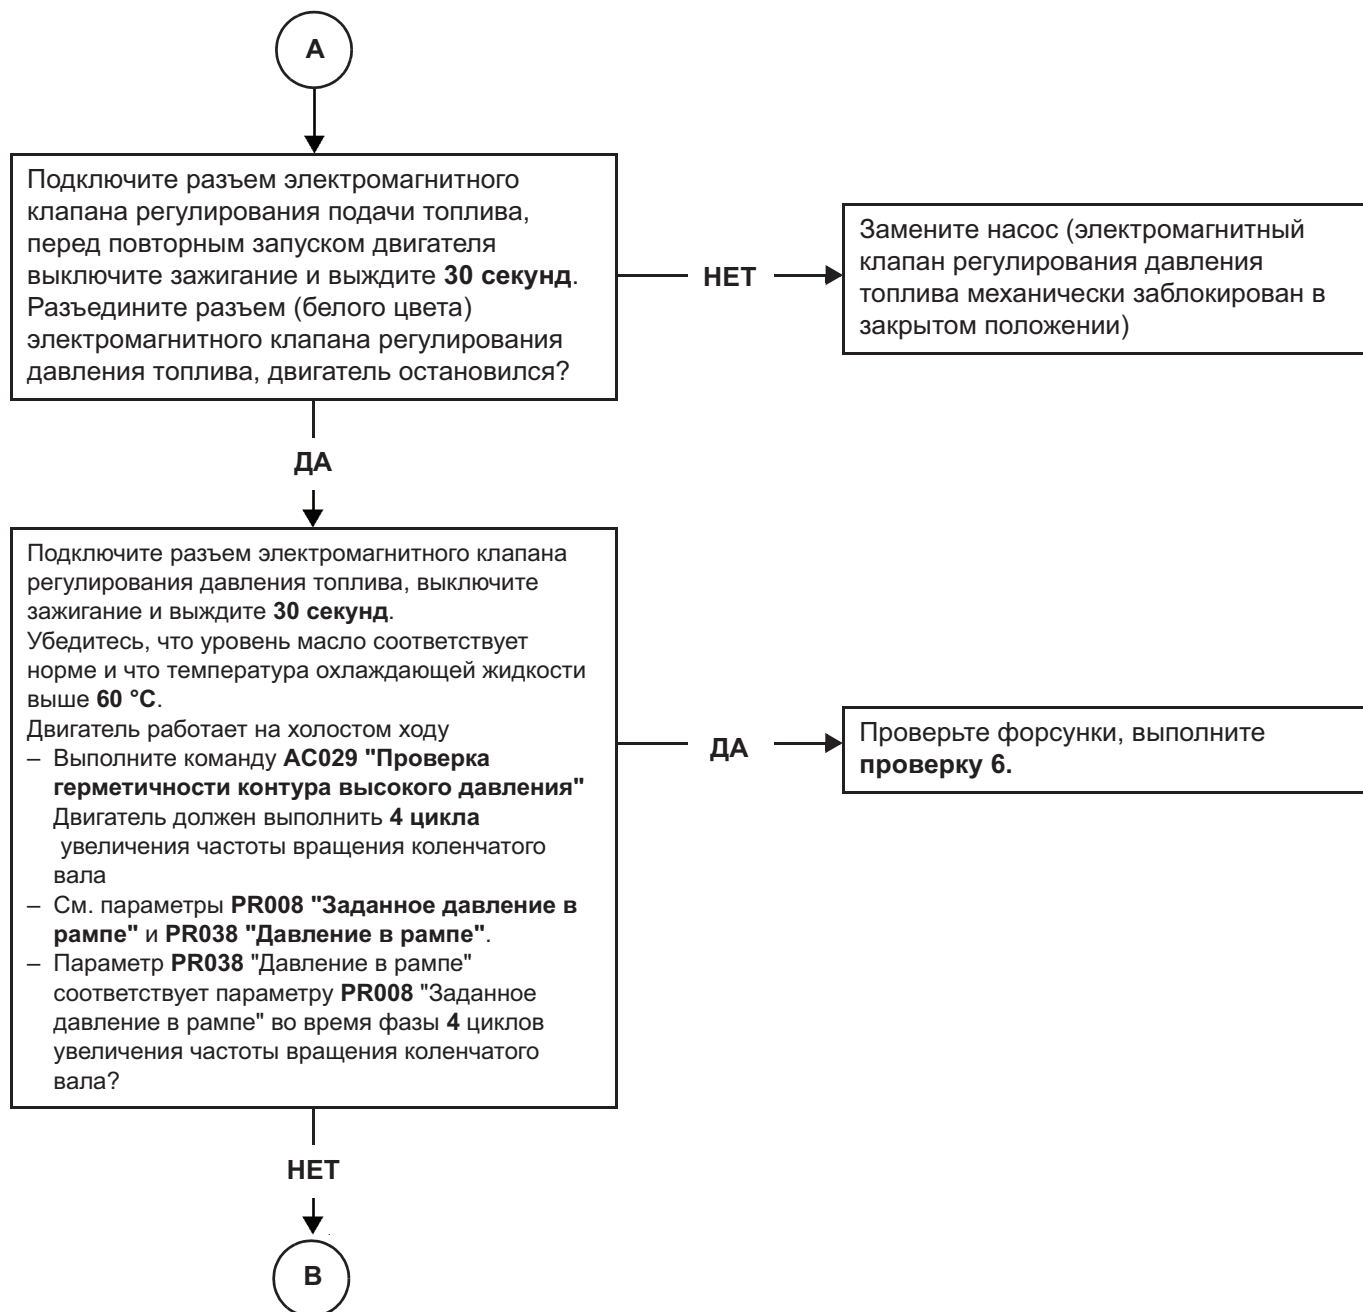 А
Подключите разъем электромагнитного
клапана регулирования подачи топлива,
перед повторным запуском двигателя
выключите зажигание и выждите 30 секунд.
Разъедините разъем (белого цвета)
электромагнитного клапана регулирования
давления топлива, двигатель остановился?
НЕТ
Замените насос (электромагнитный
клапан регулирования давления
топлива механически заблокирован в
закрытом положении)
ДА
Подключите разъем электромагнитного клапана
регулирования давления топлива, выключите
зажигание и выждите 30 секунд.
Убедитесь, что уровень масло соответствует
норме и что температура охлаждающей жидкости
выше 60 °C.
Двигатель работает на холостом ходу
– Выполните команду AC029 "Проверка
герметичности контура высокого давления"
Двигатель должен выполнить 4 цикла
увеличения частоты вращения коленчатого
вала
– См. параметры PR008 "Заданное давление в
рампе" и PR038 "Давление в рампе".
– Параметр PR038 "Давление в рампе"
соответствует параметру PR008 "Заданное
давление в рампе" во время фазы 4 циклов
увеличения частоты вращения коленчатого
вала?
ДА
Проверьте форсунки, выполните
проверку 6.
НЕТ
В